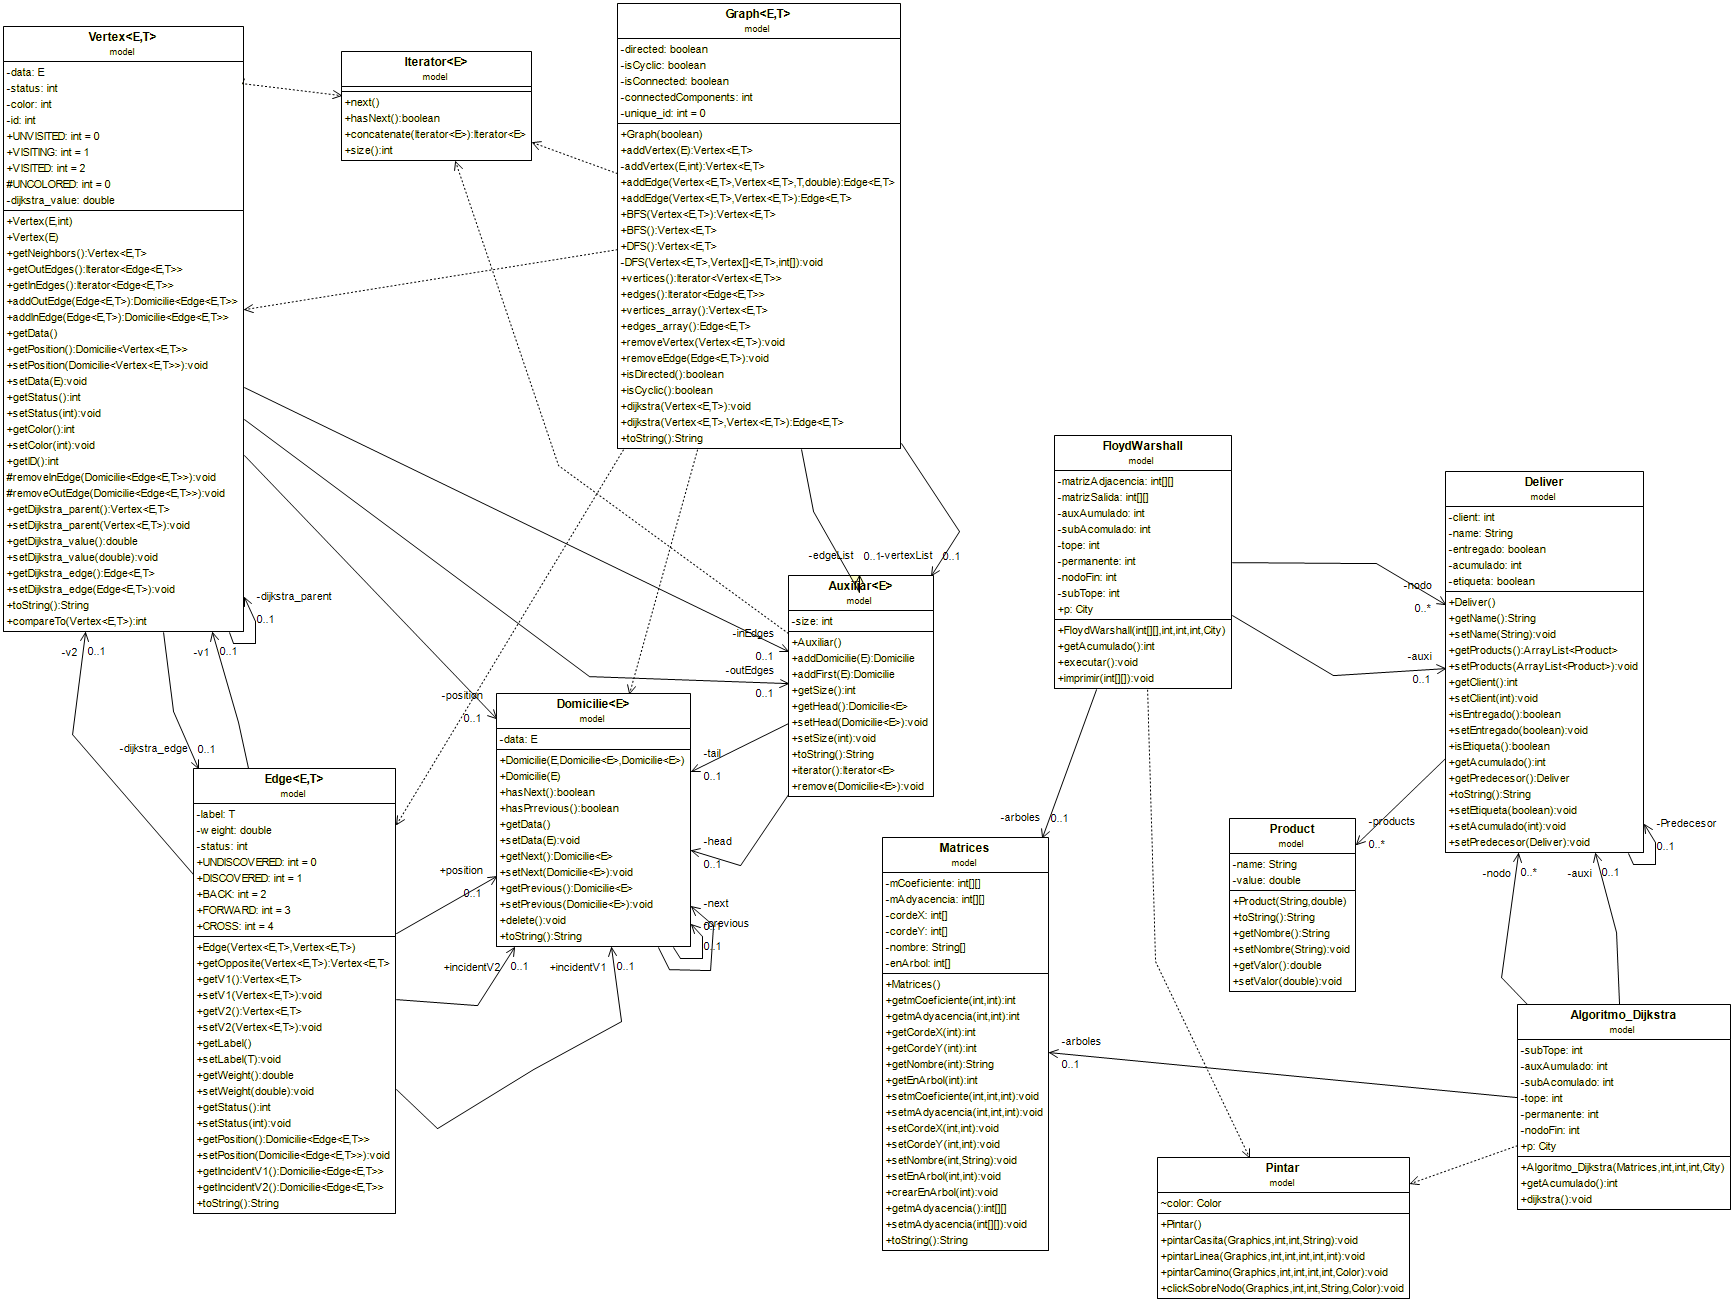 Vertex<E,T>
model
-data: E
-status: int
-color: int
-id: int
+UNVISITED: int = 0
+VISITING: int = 1
+VISITED: int = 2
#UNCOLORED: int = 0
-dijkstra_value: double
+Vertex(E,int)
+Vertex(E)
+getNeighbors():Vertex<E,T>
+getOutEdges():Iterator<Edge<E,T>>
+getInEdges():Iterator<Edge<E,T>>
+addOutEdge(Edge<E,T>):Domicilie<Edge<E,T>>
+addInEdge(Edge<E,T>):Domicilie<Edge<E,T>>
+getData()
+getPosition():Domicilie<Vertex<E,T>>
+setPosition(Domicilie<Vertex<E,T>>):void
+setData(E):void
+getStatus():int
+setStatus(int):void
+getColor():int
+setColor(int):void
+getID():int
#removeInEdge(Domicilie<Edge<E,T>>):void
#removeOutEdge(Domicilie<Edge<E,T>>):void
+getDijkstra_parent():Vertex<E,T>
+setDijkstra_parent(Vertex<E,T>):void
+getDijkstra_value():double
+setDijkstra_value(double):void
+getDijkstra_edge():Edge<E,T>
+setDijkstra_edge(Edge<E,T>):void
+toString():String
+compareTo(Vertex<E,T>):int
Iterator<E>
model
+next()
+hasNext():boolean
+concatenate(Iterator<E>):Iterator<E>
+size():int
Graph<E,T>
model
-directed: boolean
-isCyclic: boolean
-isConnected: boolean
-connectedComponents: int
-unique_id: int = 0
+Graph(boolean)
+addVertex(E):Vertex<E,T>
-addVertex(E,int):Vertex<E,T>
+addEdge(Vertex<E,T>,Vertex<E,T>,T,double):Edge<E,T>
+addEdge(Vertex<E,T>,Vertex<E,T>):Edge<E,T>
+BFS(Vertex<E,T>):Vertex<E,T>
+BFS():Vertex<E,T>
+DFS():Vertex<E,T>
-DFS(Vertex<E,T>,Vertex[]<E,T>,int[]):void
+vertices():Iterator<Vertex<E,T>>
+edges():Iterator<Edge<E,T>>
+vertices_array():Vertex<E,T>
+edges_array():Edge<E,T>
+removeVertex(Vertex<E,T>):void
+removeEdge(Edge<E,T>):void
+isDirected():boolean
+isCyclic():boolean
+dijkstra(Vertex<E,T>):void
+dijkstra(Vertex<E,T>,Vertex<E,T>):Edge<E,T>
+toString():String
-dijkstra_parent
0..1
-v2 0..1
-v1 0..1
-dijkstra_edge 0..1
-position
0..1
-inEdges
0..1
-outEdges
0..1
-edgeList 0..1
-vertexList 0..1
Auxiliar<E>
model
-size: int
+Auxiliar()
+addDomicilie(E):Domicilie
+addFirst(E):Domicilie
+getSize():int
+getHead():Domicilie<E>
+setHead(Domicilie<E>):void
+setSize(int):void
+toString():String
+iterator():Iterator<E>
+remove(Domicilie<E>):void
-tail
0..1
-head
0..1
-next
0..1
-previous
0..1
Domicilie<E>
model
-data: E
+Domicilie(E,Domicilie<E>,Domicilie<E>)
+Domicilie(E)
+hasNext():boolean
+hasPrrevious():boolean
+getData()
+setData(E):void
+getNext():Domicilie<E>
+setNext(Domicilie<E>):void
+getPrevious():Domicilie<E>
+setPrevious(Domicilie<E>):void
+delete():void
+toString():String
+position
0..1
+incidentV2 0..1
+incidentV1 0..1
Edge<E,T>
model
-label: T
-weight: double
-status: int
+UNDISCOVERED: int = 0
+DISCOVERED: int = 1
+BACK: int = 2
+FORWARD: int = 3
+CROSS: int = 4
+Edge(Vertex<E,T>,Vertex<E,T>)
+getOpposite(Vertex<E,T>):Vertex<E,T>
+getV1():Vertex<E,T>
+setV1(Vertex<E,T>):void
+getV2():Vertex<E,T>
+setV2(Vertex<E,T>):void
+getLabel()
+setLabel(T):void
+getWeight():double
+setWeight(double):void
+getStatus():int
+setStatus(int):void
+getPosition():Domicilie<Edge<E,T>>
+setPosition(Domicilie<Edge<E,T>>):void
+getIncidentV1():Domicilie<Edge<E,T>>
+getIncidentV2():Domicilie<Edge<E,T>>
+toString():String
FloydWarshall
model
-matrizAdjacencia: int[][]
-matrizSalida: int[][]
-auxAumulado: int
-subAcomulado: int
-tope: int
-permanente: int
-nodoFin: int
-subTope: int
+p: City
+FloydWarshall(int[][],int,int,int,City)
+getAcumulado():int
+executar():void
+imprimir(int[][]):void
-nodo
0..*
-auxi
0..1
-arboles 0..1
Deliver
model
-client: int
-name: String
-entregado: boolean
-acumulado: int
-etiqueta: boolean
+Deliver()
+getName():String
+setName(String):void
+getProducts():ArrayList<Product>
+setProducts(ArrayList<Product>):void
+getClient():int
+setClient(int):void
+isEntregado():boolean
+setEntregado(boolean):void
+isEtiqueta():boolean
+getAcumulado():int
+getPredecesor():Deliver
+toString():String
+setEtiqueta(boolean):void
+setAcumulado(int):void
+setPredecesor(Deliver):void
-Predecesor
0..1
-products
0..*
-nodo 0..*
-auxi 0..1
Product
model
-name: String
-value: double
+Product(String,double)
+toString():String
+getNombre():String
+setNombre(String):void
+getValor():double
+setValor(double):void
Matrices
model
-mCoeficiente: int[][]
-mAdyacencia: int[][]
-cordeX: int[]
-cordeY: int[]
-nombre: String[]
-enArbol: int[]
+Matrices()
+getmCoeficiente(int,int):int
+getmAdyacencia(int,int):int
+getCordeX(int):int
+getCordeY(int):int
+getNombre(int):String
+getEnArbol(int):int
+setmCoeficiente(int,int,int):void
+setmAdyacencia(int,int,int):void
+setCordeX(int,int):void
+setCordeY(int,int):void
+setNombre(int,String):void
+setEnArbol(int,int):void
+crearEnArbol(int):void
+getmAdyacencia():int[][]
+setmAdyacencia(int[][]):void
+toString():String
-arboles
0..1
Algoritmo_Dijkstra
model
-subTope: int
-auxAumulado: int
-subAcomulado: int
-tope: int
-permanente: int
-nodoFin: int
+p: City
+Algoritmo_Dijkstra(Matrices,int,int,int,City)
+getAcumulado():int
+dijkstra():void
Pintar
model
~color: Color
+Pintar()
+pintarCasita(Graphics,int,int,String):void
+pintarLinea(Graphics,int,int,int,int,int):void
+pintarCamino(Graphics,int,int,int,int,Color):void
+clickSobreNodo(Graphics,int,int,String,Color):void